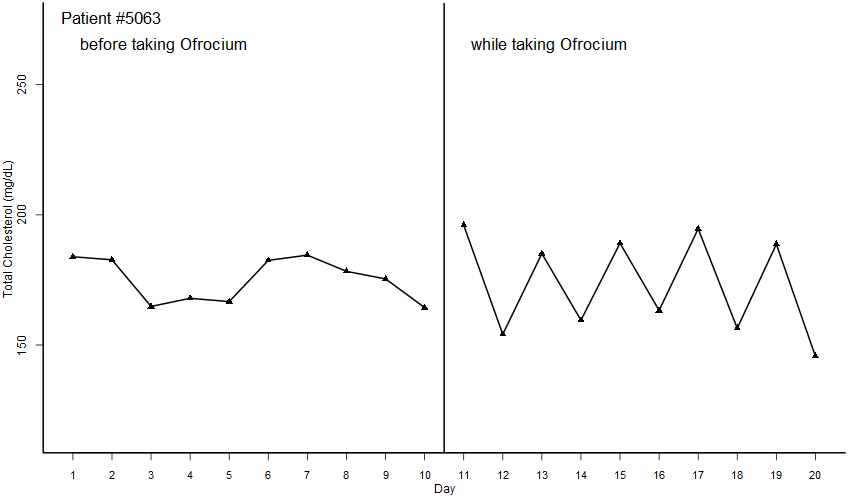 Patient #5063
before taking Ofrocium
while taking Ofrocium
Total Cholesterol (mg/dL)
250
200
150
1 2 3 4 5 6 7 8 9 10 11 12 13 14 15 16 17 18 19 20
Day